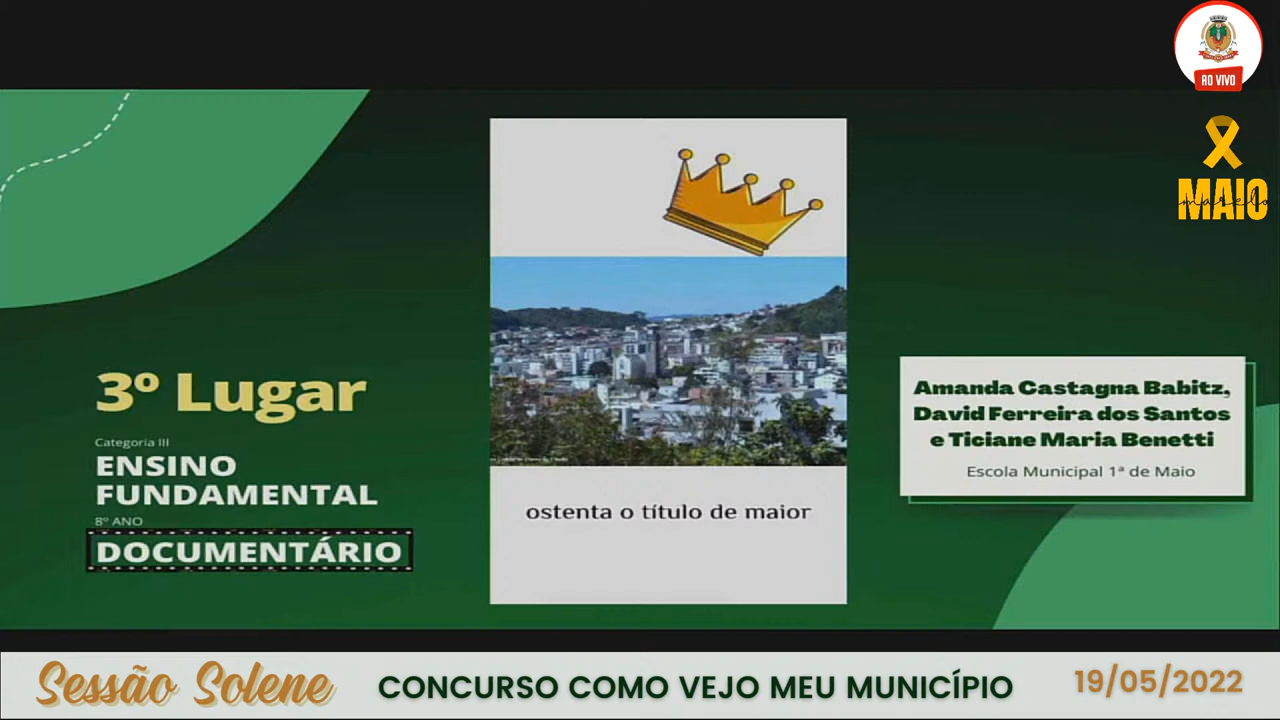 AO VIVO
MAIO
amarelo
3º Lugar
Categoria III
ENSINO
FUNDAMENTAL
8º ANO
DOCUMENTÁRIO
ostenta o título de maior
Amanda Castagna Babitz,
David Ferreira dos Santos
e Ticiane Maria Benetti
Escola Municipal 1ª de Maio
Sessão Solene
CONCURSO COMO VEJO MEU MUNICÍPIO
19/05/2022